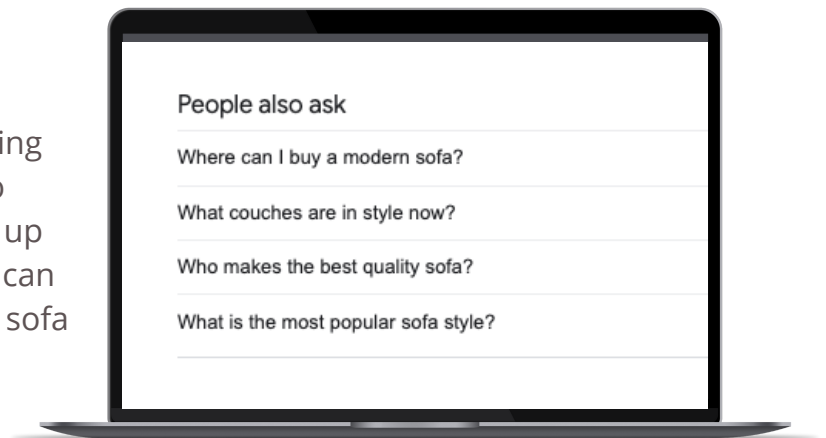 ing
up
can
sofa
People also ask
Where can I buy a modern sofa?
What couches are in style now?
Who makes the best quality sofa?
What is the most popular sofa style?